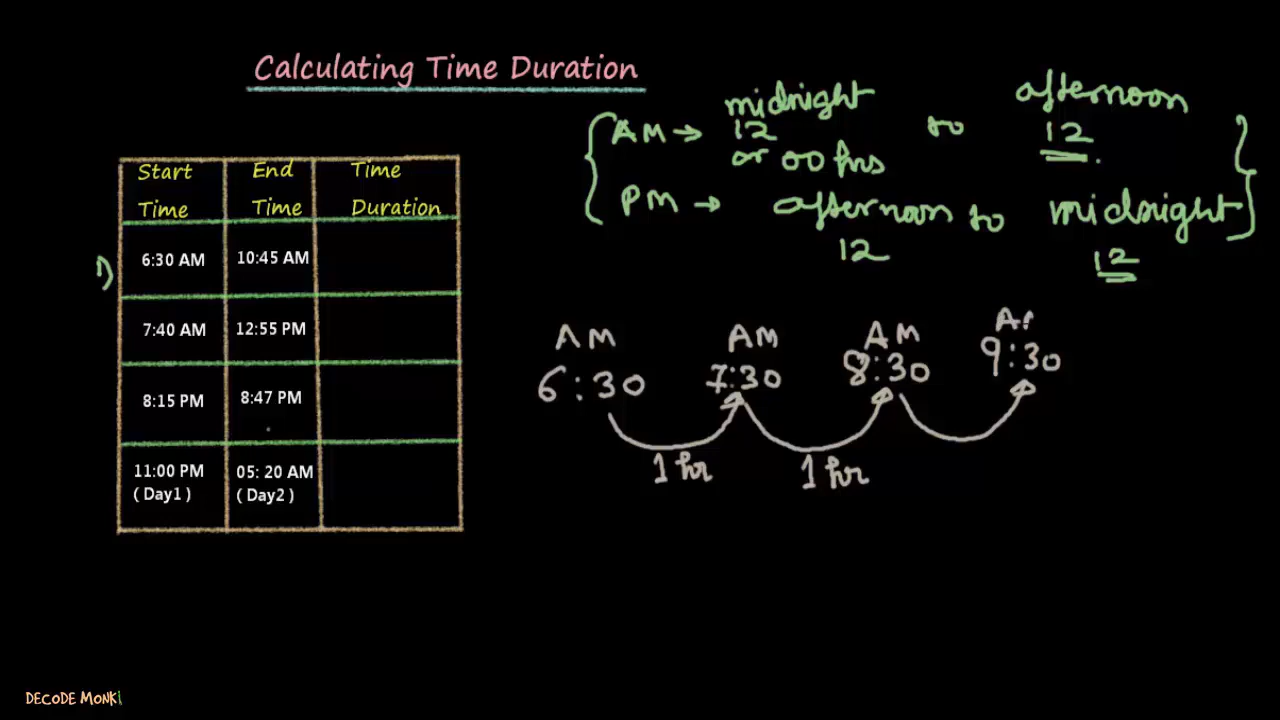 Calculating Time Duration
midnight afternoon
AM → 12 to 12
or 00 hrs
PM → afternoon to midnight
12 12
Start End Time
Time Time Duration
1) 6:30 AM 10:45 AM
7:40 AM 12:55 PM
8:15 PM 8:47 PM
11:00 PM 05: 20 AM
( Day1 ) ( Day2 )
AM AM AM A
6:30 7:30 8:30 9:30
1 hr 1 hr
DECODE MONKi